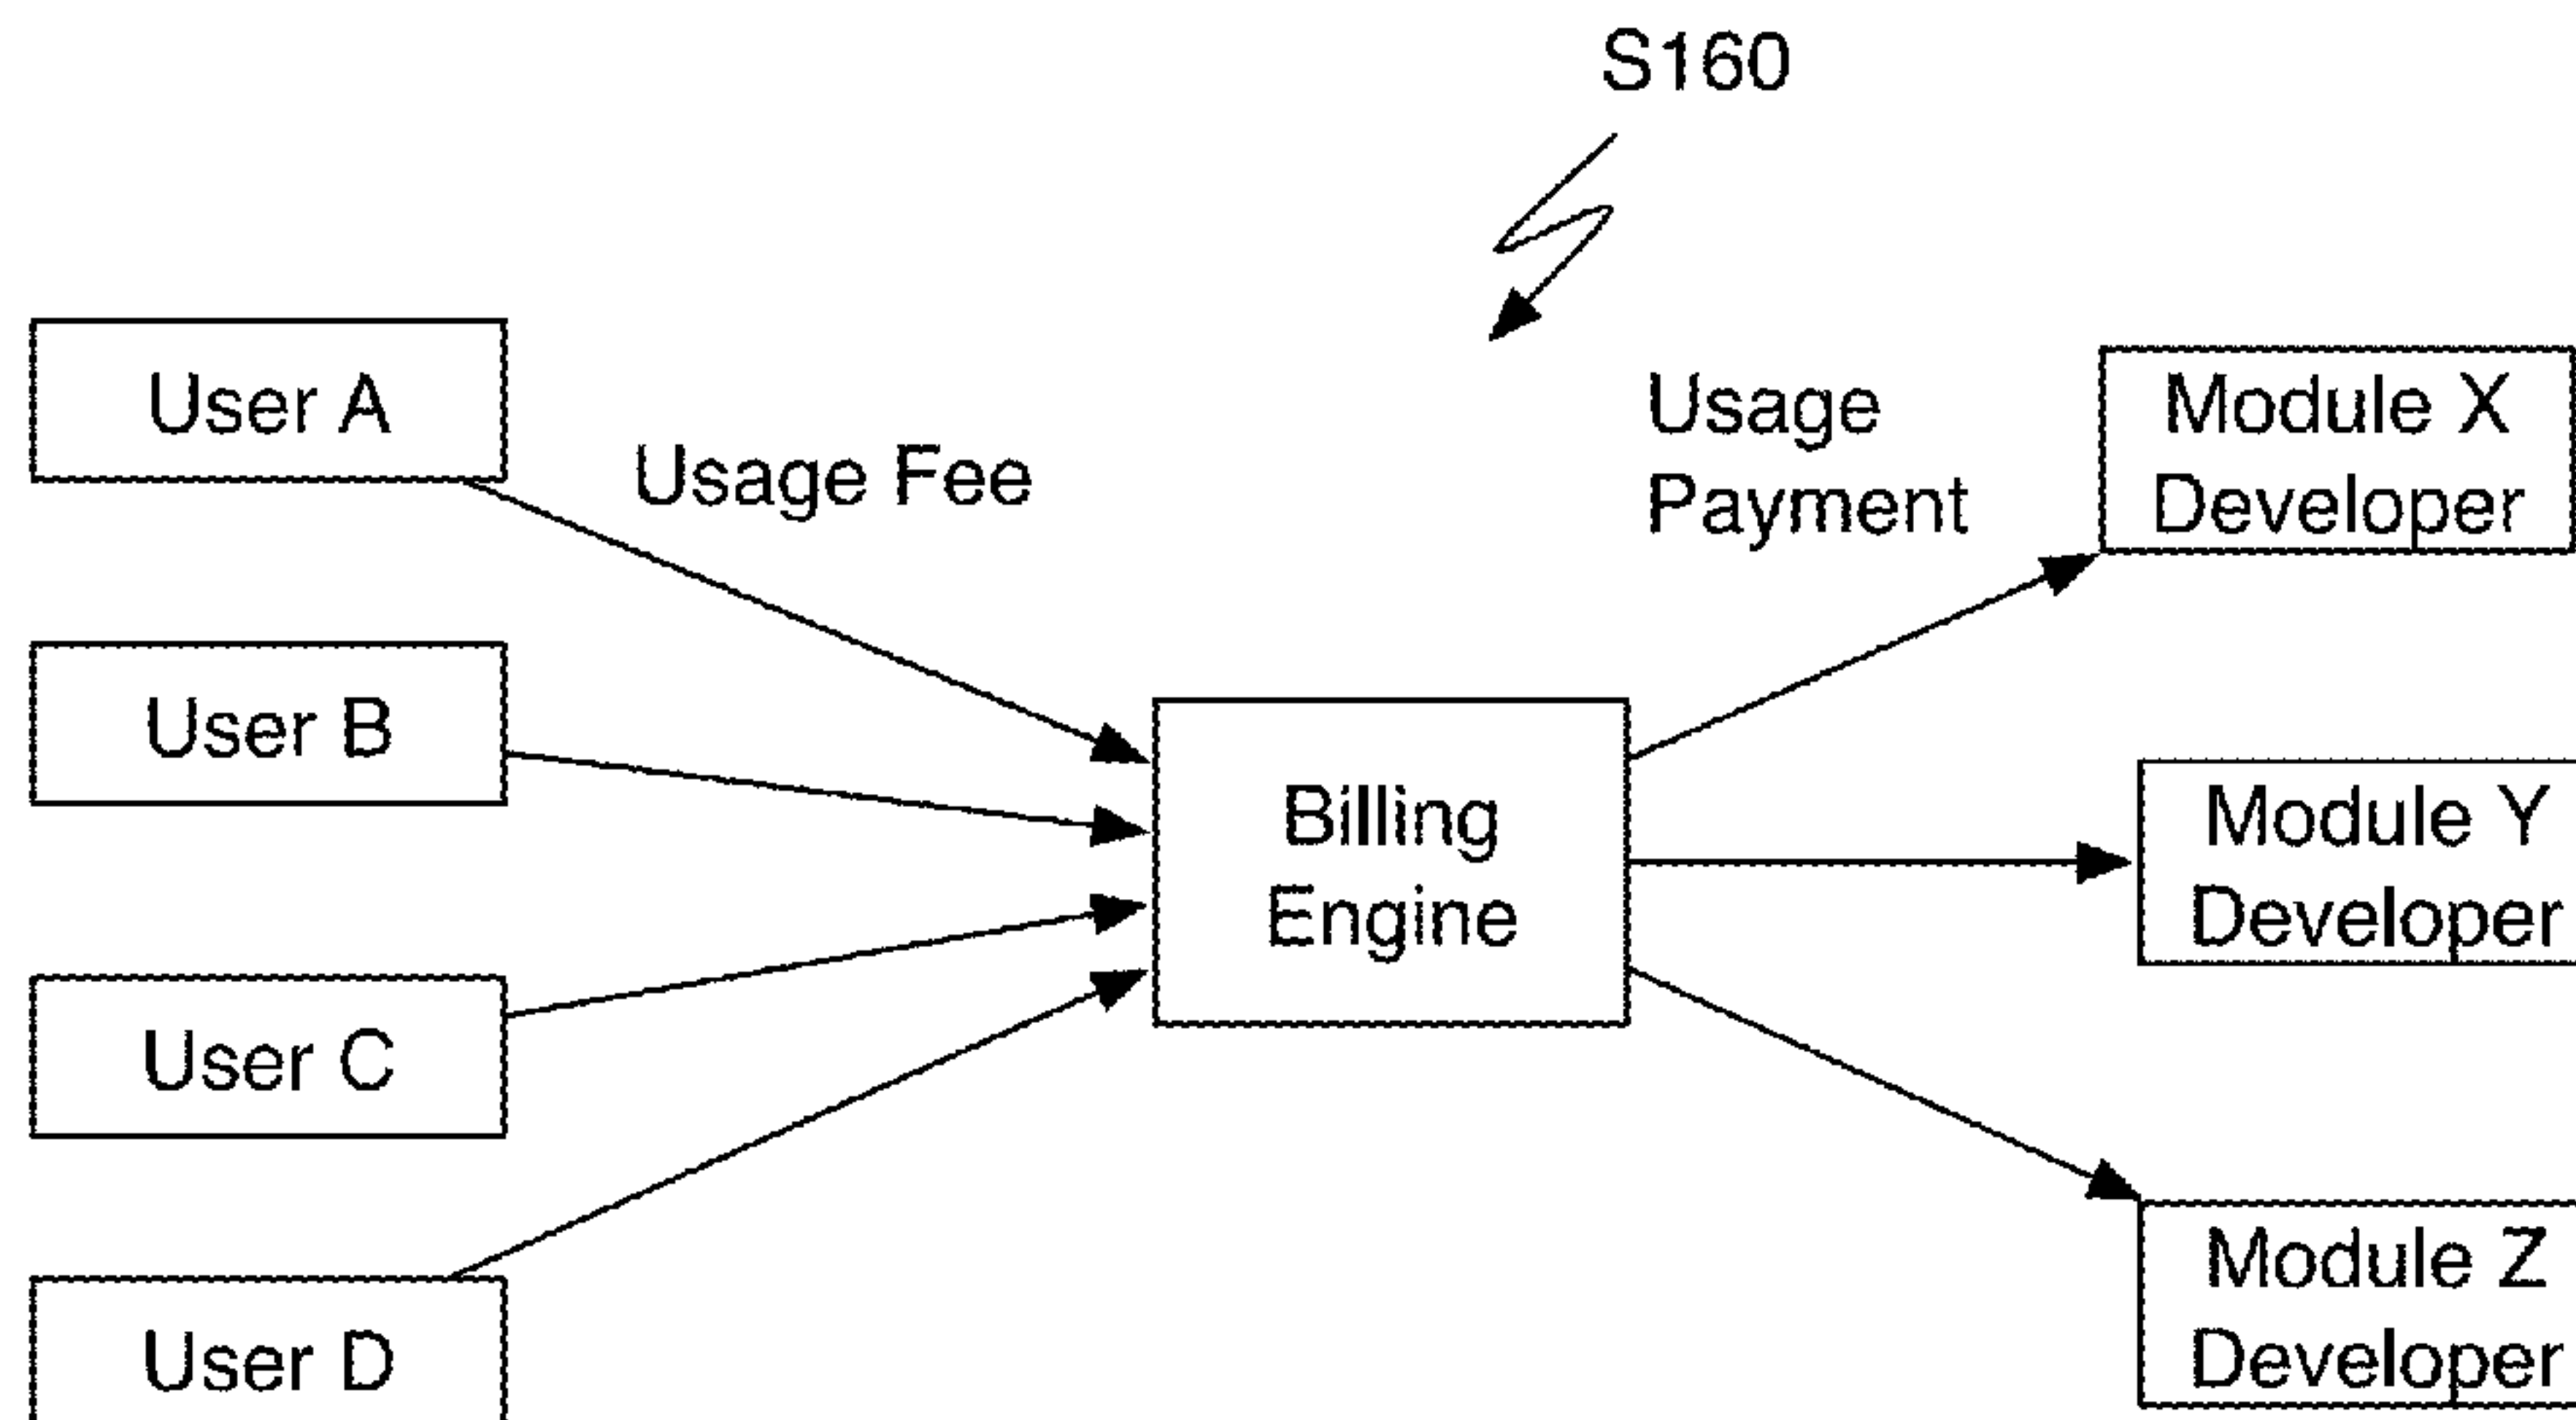 S160
User A
Usage Fee
Usage
Payment
Module X
Developer
User B
Billing
Engine
Module Y
Developer
User C
User D
Module Z
Developer